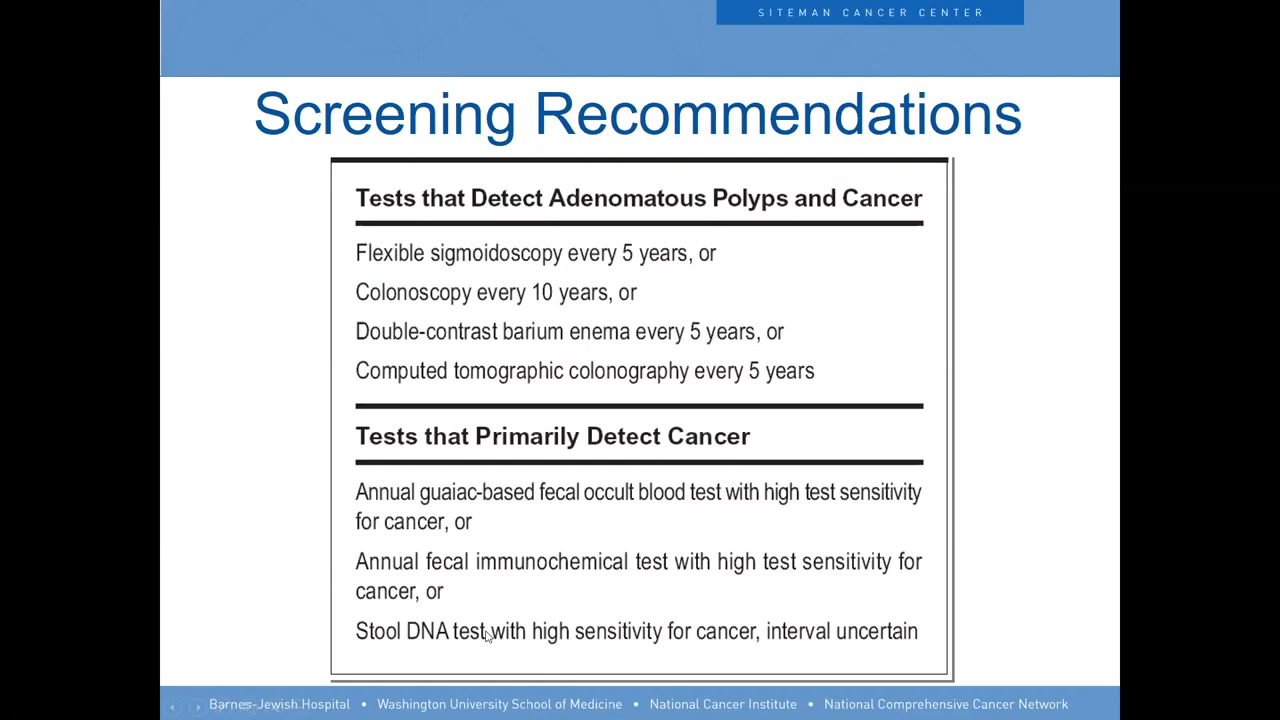 SITEMAN CANCER CENTER
Screening Recommendations
Tests that Detect Adenomatous Polyps and Cancer
Flexible sigmoidoscopy every 5 years, or
Colonoscopy every 10 years, or
Double-contrast barium enema every 5 years, or
Computed tomographic colonography every 5 years
Tests that Primarily Detect Cancer
Annual guaiac-based fecal occult blood test with high test sensitivity
for cancer, or
Annual fecal immunochemical test with high test sensitivity for
cancer, or
Stool DNA test with high sensitivity for cancer, interval uncertain
Barnes-Jewish Hospital • Washington University School of Medicine • National Cancer Institute • National Comprehensive Cancer Network